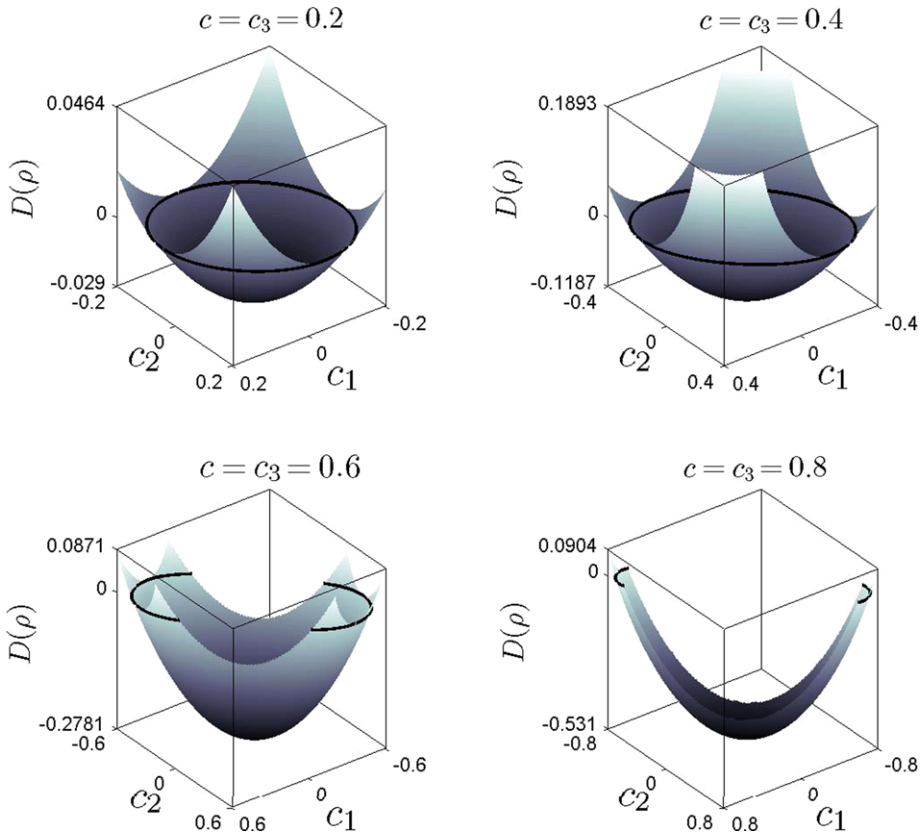 c = c₃ = 0.2
0.0464
D(ρ)
0
-0.029
-0.2
c₂
0
0.2
0.2
0
c₁
-0.2
c = c₃ = 0.4
0.1893
D(ρ)
0
-0.1187
-0.4
c₂
0
0.4
0.4
0
c₁
-0.4
c = c₃ = 0.6
0.0871
D(ρ)
0
-0.2781
-0.6
c₂
0
0.6
0.6
0
c₁
-0.6
c = c₃ = 0.8
0.0904
D(ρ)
0
-0.531
-0.8
c₂
0
0.8
0.8
0
c₁
-0.8